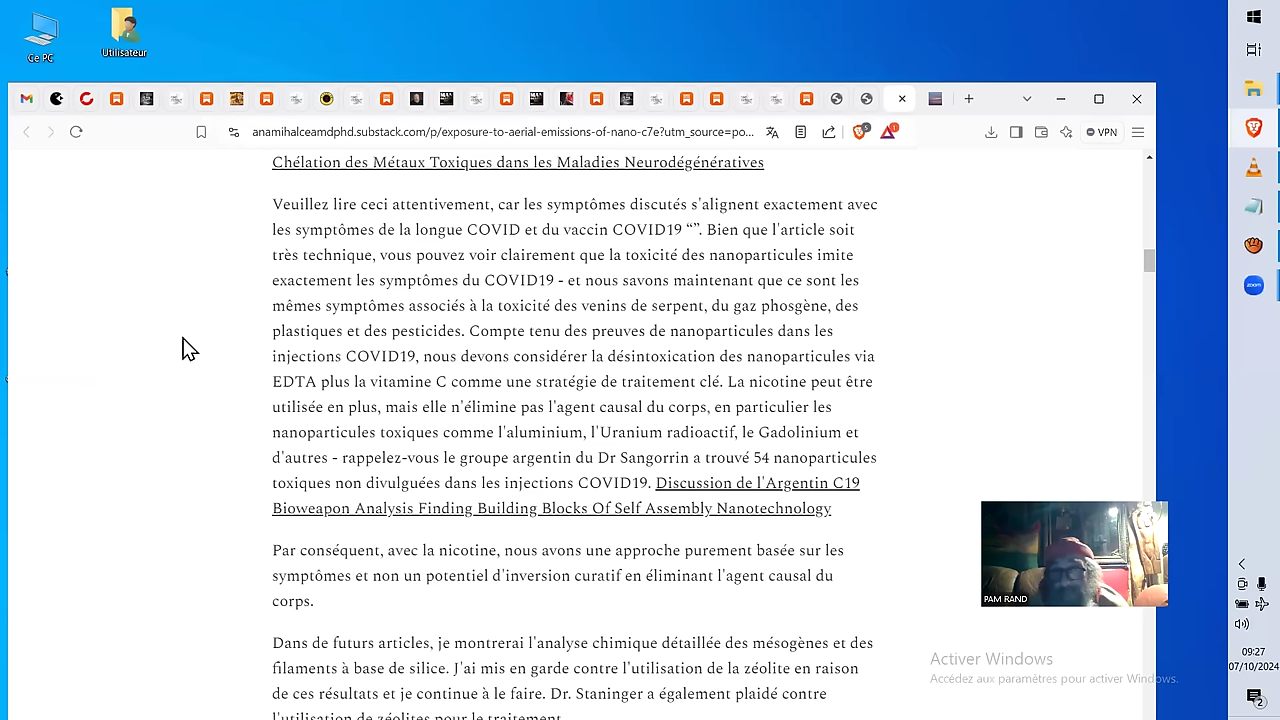 Ce PC
Utilisateur
anamihalceamdphd.substack.com/p/exposure-to-aerial-emissions-of-nano-c7e?utm_source=po...
VPN
Chélation des Métaux Toxiques dans les Maladies Neurodégénératives
Veuillez lire ceci attentivement, car les symptômes discutés s'alignent exactement avec
les symptômes de la longue COVID et du vaccin COVID19 “”. Bien que l'article soit
très technique, vous pouvez voir clairement que la toxicité des nanoparticules imite
exactement les symptômes du COVID19 - et nous savons maintenant que ce sont les
mêmes symptômes associés à la toxicité des venins de serpent, du gaz phosgène, des
plastiques et des pesticides. Compte tenu des preuves de nanoparticules dans les
injections COVID19, nous devons considérer la désintoxication des nanoparticules via
EDTA plus la vitamine C comme une stratégie de traitement clé. La nicotine peut être
utilisée en plus, mais elle n'élimine pas l'agent causal du corps, en particulier les
nanoparticules toxiques comme l'aluminium, l'Uranium radioactif, le Gadolinium et
d'autres - rappelez-vous le groupe argentin du Dr Sangorrin a trouvé 54 nanoparticules
toxiques non divulguées dans les injections COVID19. Discussion de l'Argentin C19
Bioweapon Analysis Finding Building Blocks Of Self Assembly Nanotechnology
Par conséquent, avec la nicotine, nous avons une approche purement basée sur les
symptômes et non un potentiel d'inversion curatif en éliminant l'agent causal du
corps.
Dans de futurs articles, je montrerai l'analyse chimique détaillée des mésogènes et des
filaments à base de silice. J'ai mis en garde contre l'utilisation de la zéolite en raison
de ces résultats et je continue à le faire. Dr. Staninger a également plaidé contre
l'utilisation de zéolites pour le traitement.
PAM RAND
Activer Windows
Accédez aux paramètres pour activer Windows.
zoom
09:27
07/10/2024
2